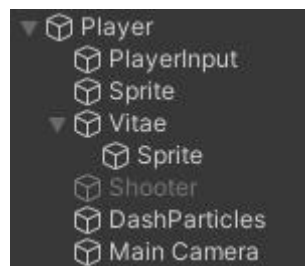 Player
PlayerInput
Sprite
Vitae
Sprite
Shooter
DashParticles
Main Camera